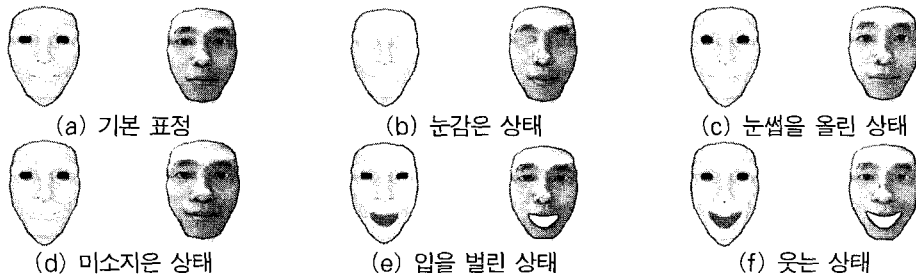 (a) 기본 표정
(b) 눈감은 상태
(c) 눈썹을 올린 상태
(d) 미소지은 상태
(e) 입을 벌린 상태
(f) 웃는 상태